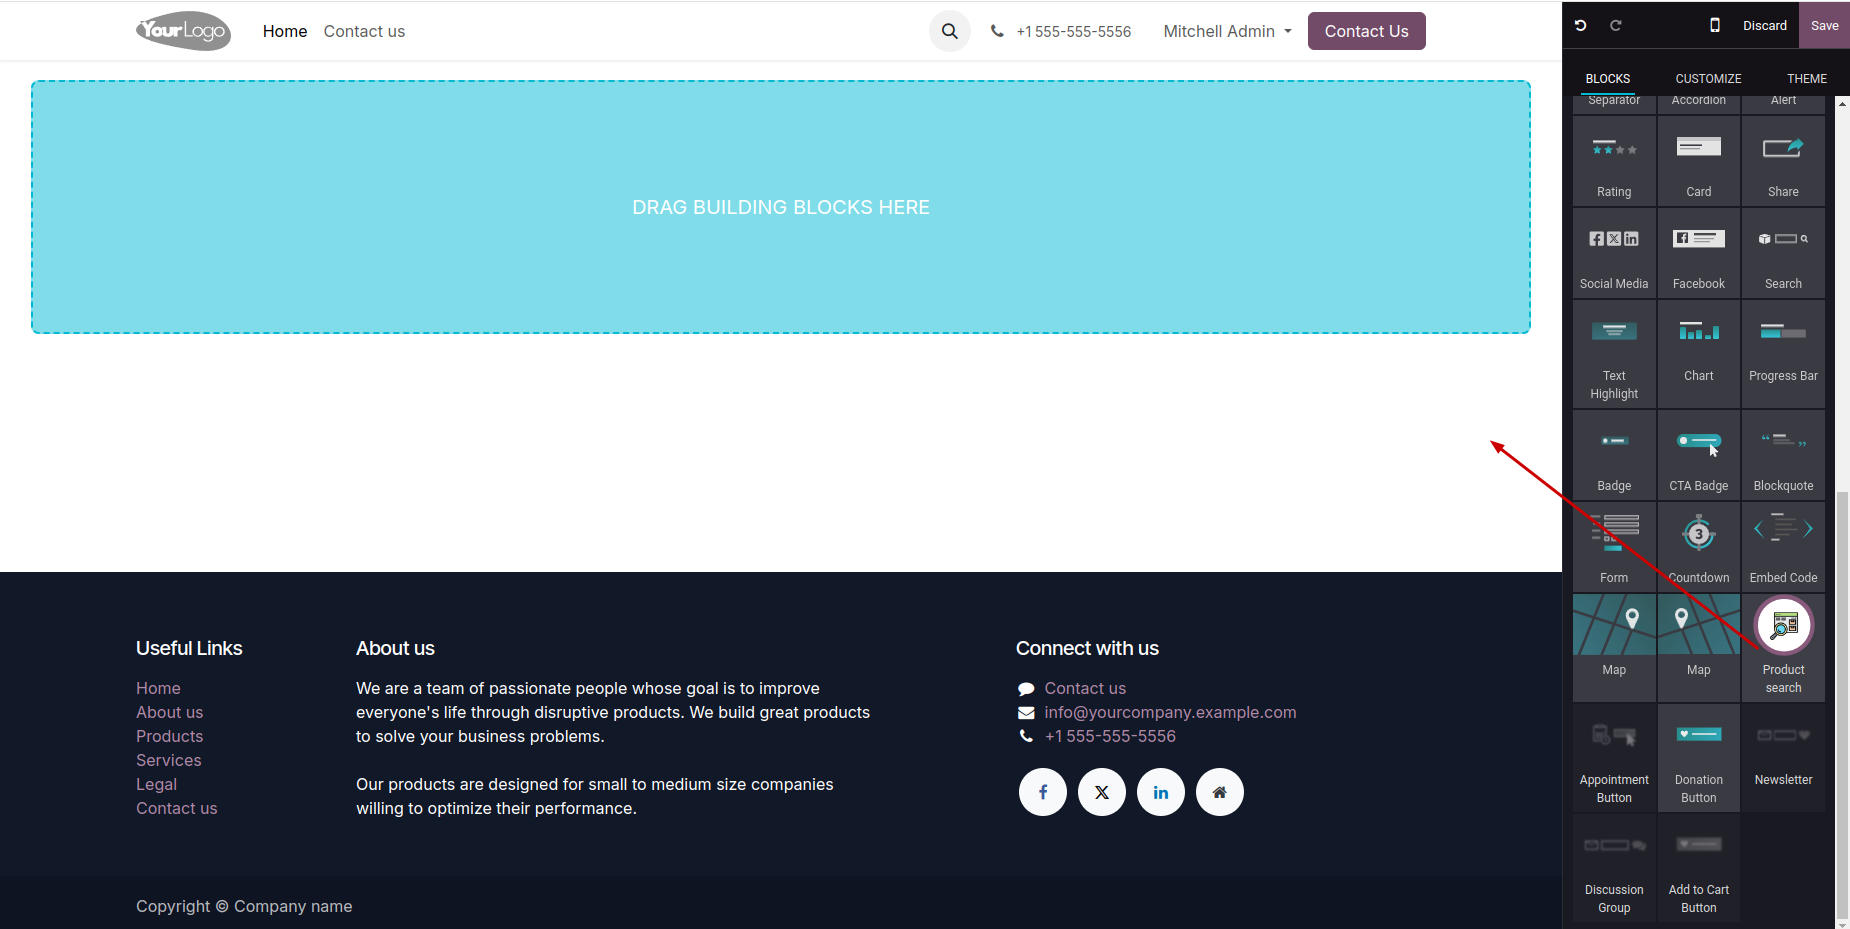 YourLogo
Home
Contact us
+1 555-555-5556
Mitchell Admin
Contact Us
Discard
Save
BLOCKS
CUSTOMIZE
THEME
DRAG BUILDING BLOCKS HERE
Separator
Accordion
Alert
Rating
Card
Share
Social Media
Facebook
Search
Text
Highlight
Chart
Progress Bar
Badge
CTA Badge
Blockquote
Form
3
Countdown
Embed Code
Map
Map
Product
search
Appointment
Button
Donation
Button
Newsletter
Discussion
Group
Add to Cart
Button
Useful Links
Home
About us
Products
Services
Legal
Contact us
About us
We are a team of passionate people whose goal is to improve
everyone's life through disruptive products. We build great products
to solve your business problems.
Our products are designed for small to medium size companies
willing to optimize their performance.
Connect with us
Contact us
info@yourcompany.example.com
+1 555-555-5556
Copyright © Company name